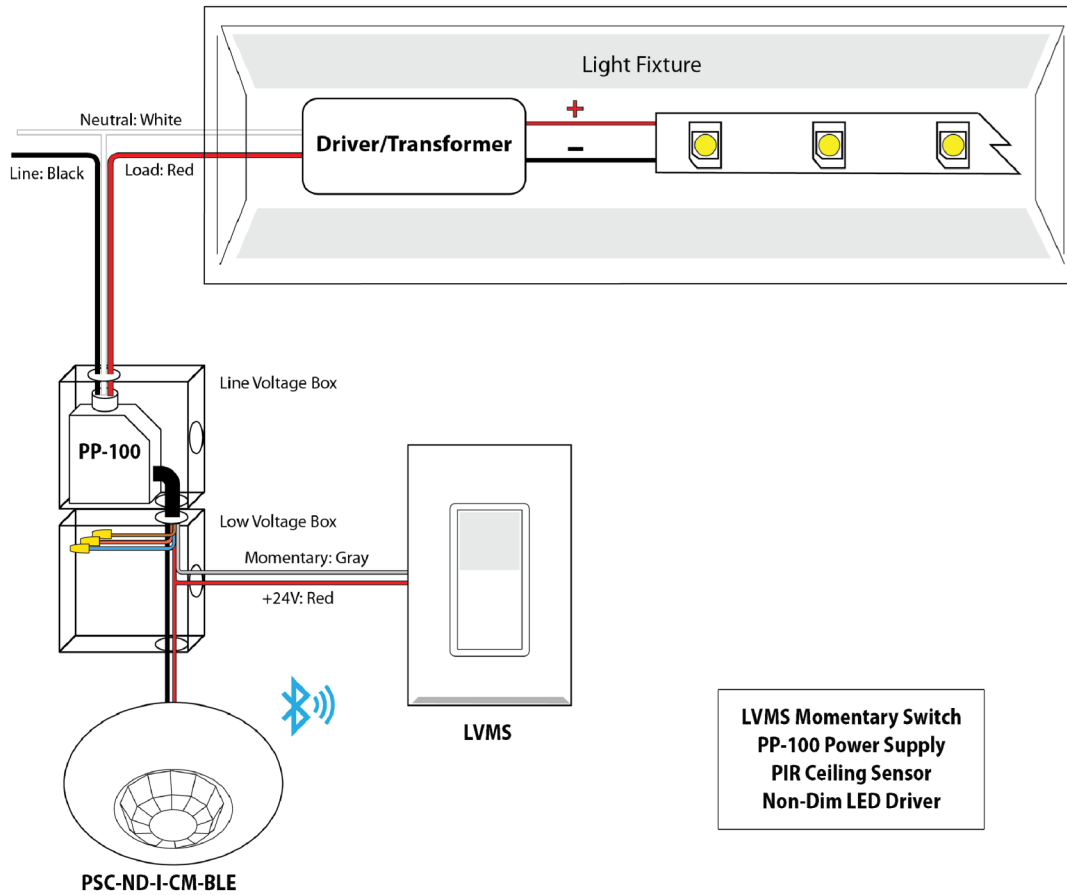 Light Fixture
Neutral: White
Driver/Transformer
+
–
Line: Black
Load: Red
Line Voltage Box
PP-100
Low Voltage Box
Momentary: Gray
+24V: Red
LVMS
LVMS Momentary Switch
PP-100 Power Supply
PIR Ceiling Sensor
Non-Dim LED Driver
PSC-ND-I-CM-BLE